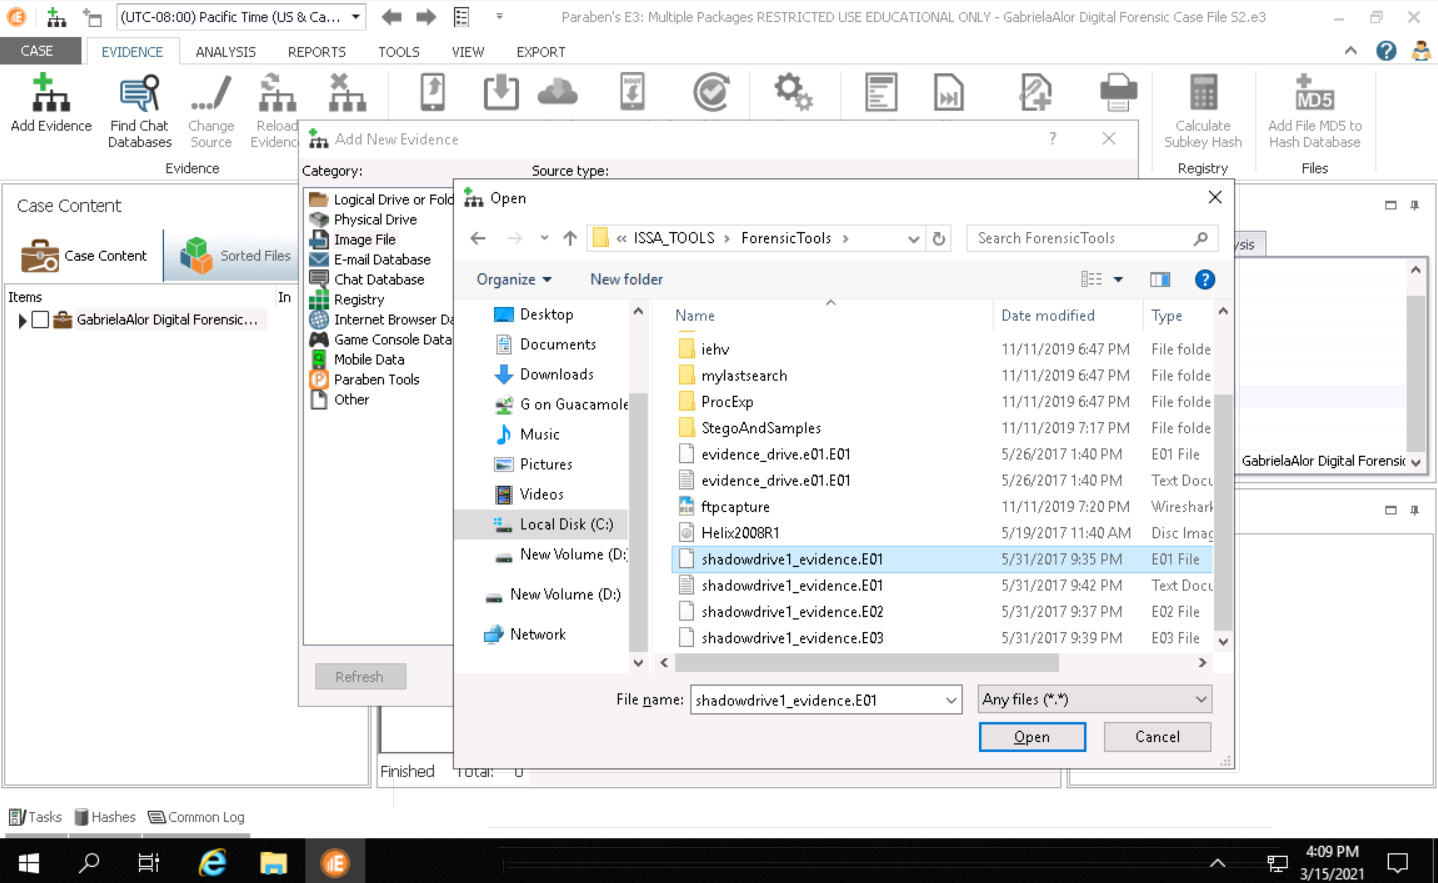 (UTC-08:00) Pacific Time (US & Ca...
Paraben's E3: Multiple Packages RESTRICTED USE EDUCATIONAL ONLY - GabrielaAlor Digital Forensic Case File S2.e3
CASE
EVIDENCE
ANALYSIS
REPORTS
TOOLS
VIEW
EXPORT
Add Evidence
Find Chat
Databases
Change
Source
Reload
Evidenc
Evidence
ROOT
MD5
Calculate
Subkey Hash
Registry
Add File MD5 to
Hash Database
Files
Add New Evidence
Category:
Source type:
Logical Drive or Fold
Physical Drive
Image File
E-mail Database
Chat Database
Registry
Internet Browser Da
Game Console Data
Mobile Data
Paraben Tools
Other
Refresh
Case Content
Case Content
Sorted Files
Items
In
GabrielaAlor Digital Forensic...
Open
« ISSA_TOOLS › ForensicTools ›
Search ForensicTools
Organize
New folder
Desktop
Documents
Downloads
G on Guacamole
Music
Pictures
Videos
Local Disk (C:)
New Volume (D:)
New Volume (D:)
Network
Name Date modified Type
iehv 11/11/2019 6:47 PM File folde
mylastsearch 11/11/2019 6:47 PM File folde
ProcExp 11/11/2019 6:47 PM File folde
StegoAndSamples 11/11/2019 7:17 PM File folde
evidence_drive.e01.E01 5/26/2017 1:40 PM E01 File
evidence_drive.e01.E01 5/26/2017 1:40 PM Text Docu
ftpcapture 11/11/2019 7:20 PM Wireshark
Helix2008R1 5/19/2017 11:40 AM Disc Imag
shadowdrive1_evidence.E01 5/31/2017 9:35 PM E01 File
shadowdrive1_evidence.E01 5/31/2017 9:42 PM Text Docu
shadowdrive1_evidence.E02 5/31/2017 9:37 PM E02 File
shadowdrive1_evidence.E03 5/31/2017 9:39 PM E03 File
File name: shadowdrive1_evidence.E01
Any files (*.*)
Open
Cancel
ysis
GabrielaAlor Digital Forensic
Finished Total: 0
Tasks
Hashes
Common Log
4:09 PM
3/15/2021